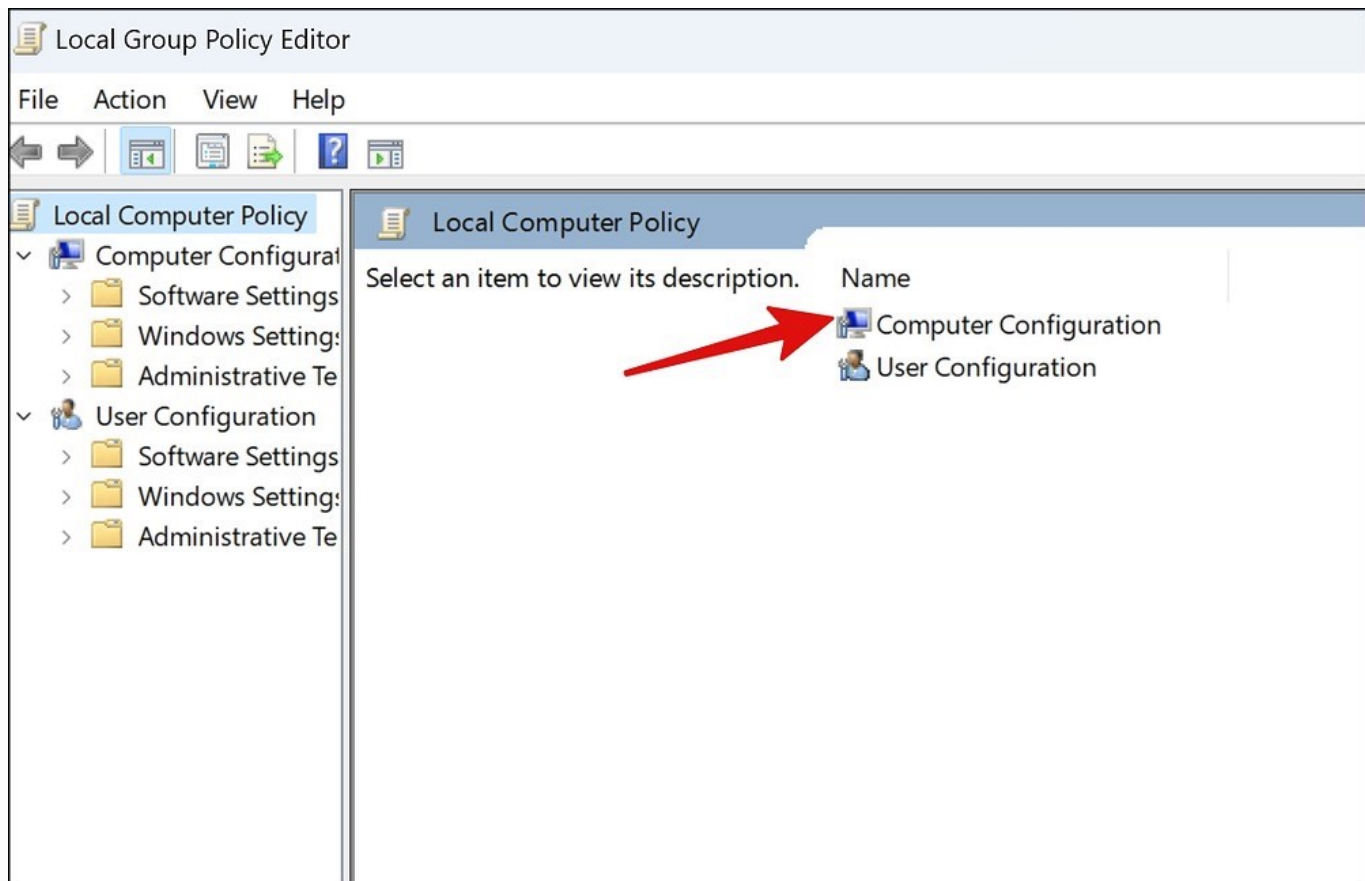 Local Group Policy Editor
File Action View Help
Local Computer Policy
Computer Configurat
Software Settings
Windows Setting
Administrative Te
User Configuration
Software Settings
Windows Setting
Administrative Te
Local Computer Policy
Select an item to view its description.
Name
Computer Configuration
User Configuration